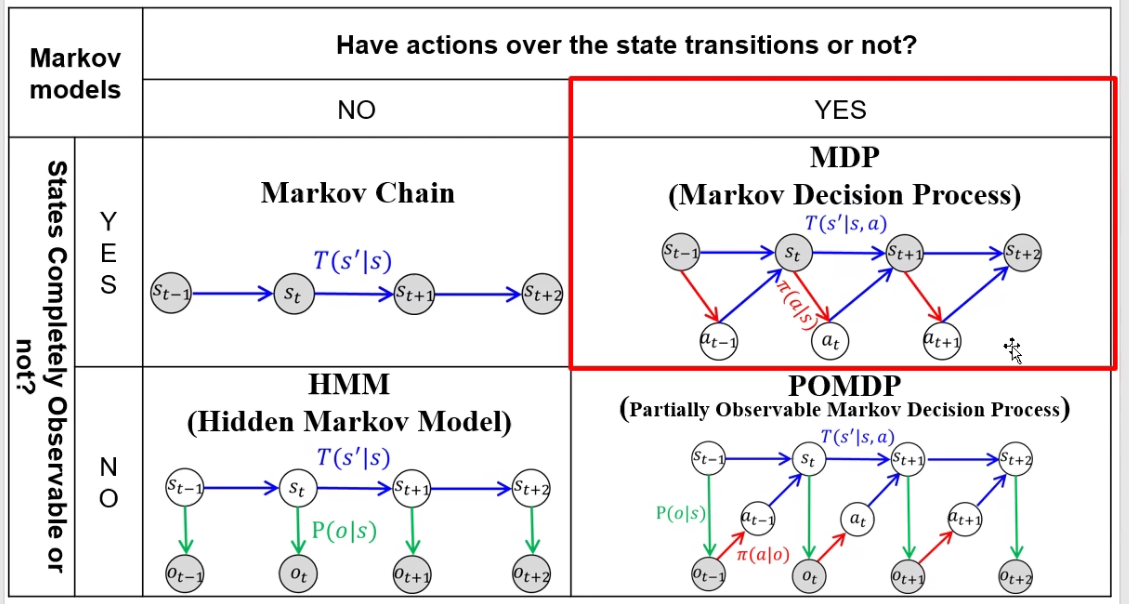 Markov
models
Have actions over the state transitions or not?
NO
YES
States Completely Observable or
not?
YES
Markov Chain
T(s′|s)
s_{t−1}
s_t
s_{t+1}
s_{t+2}
MDP
(Markov Decision Process)
T(s′|s, a)
s_{t−1}
s_t
s_{t+1}
s_{t+2}
π(a|s)
a_{t−1}
a_t
a_{t+1}
NO
HMM
(Hidden Markov Model)
T(s′|s)
s_{t−1}
s_t
s_{t+1}
s_{t+2}
P(o|s)
o_{t−1}
o_t
o_{t+1}
o_{t+2}
POMDP
(Partially Observable Markov Decision Process)
T(s′|s, a)
s_{t−1}
s_t
s_{t+1}
s_{t+2}
P(o|s)
a_{t−1}
a_t
a_{t+1}
π(a|o)
o_{t−1}
o_t
o_{t+1}
o_{t+2}